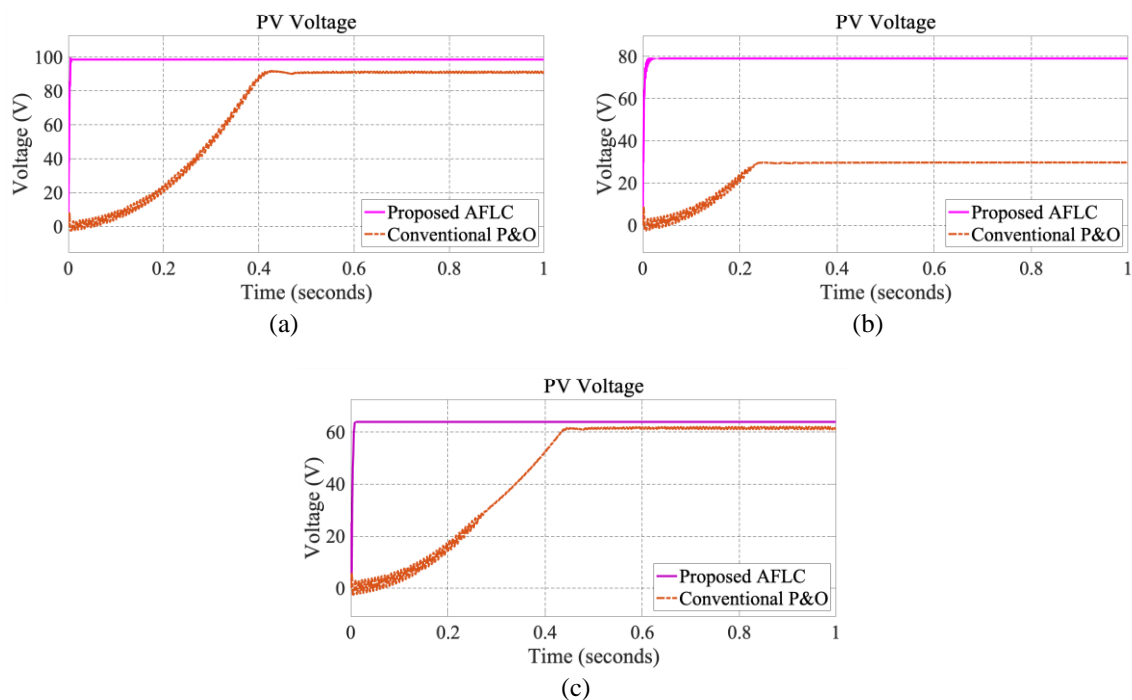 PV Voltage
100
80
60
40
20
0
Voltage (V)
Proposed AFLC
Conventional P&O
0 0.2 0.4 0.6 0.8 1
Time (seconds)
(a)
PV Voltage
80
60
40
20
0
Voltage (V)
Proposed AFLC
Conventional P&O
0 0.2 0.4 0.6 0.8 1
Time (seconds)
(b)
PV Voltage
60
40
20
0
Voltage (V)
Proposed AFLC
Conventional P&O
0 0.2 0.4 0.6 0.8 1
Time (seconds)
(c)